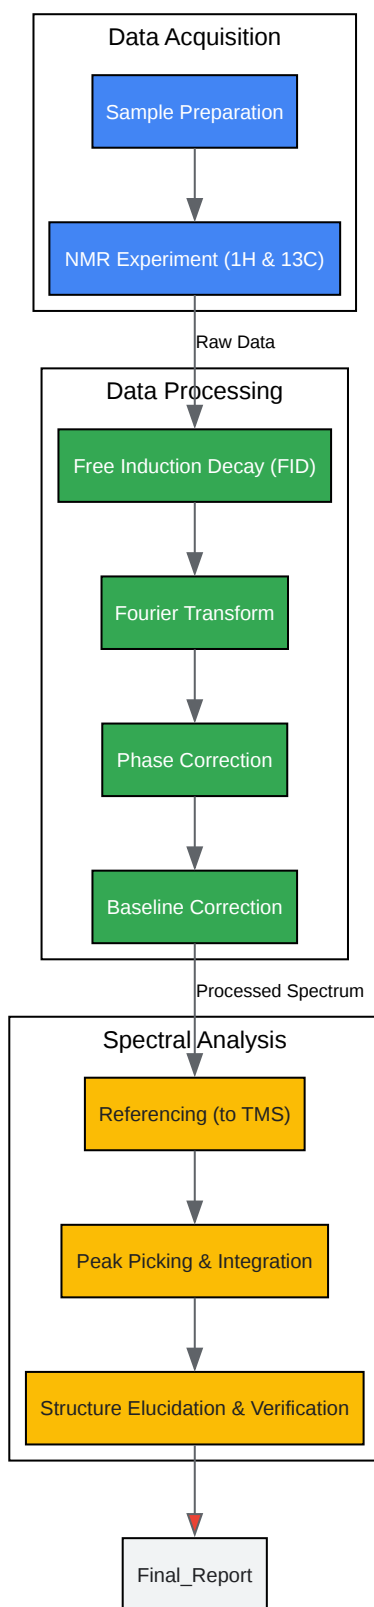 Data Acquisition
Sample Preparation
NMR Experiment (1H & 13C)
Raw Data
Data Processing
Free Induction Decay (FID)
Fourier Transform
Phase Correction
Baseline Correction
Processed Spectrum
Spectral Analysis
Referencing (to TMS)
Peak Picking & Integration
Structure Elucidation & Verification
Final_Report